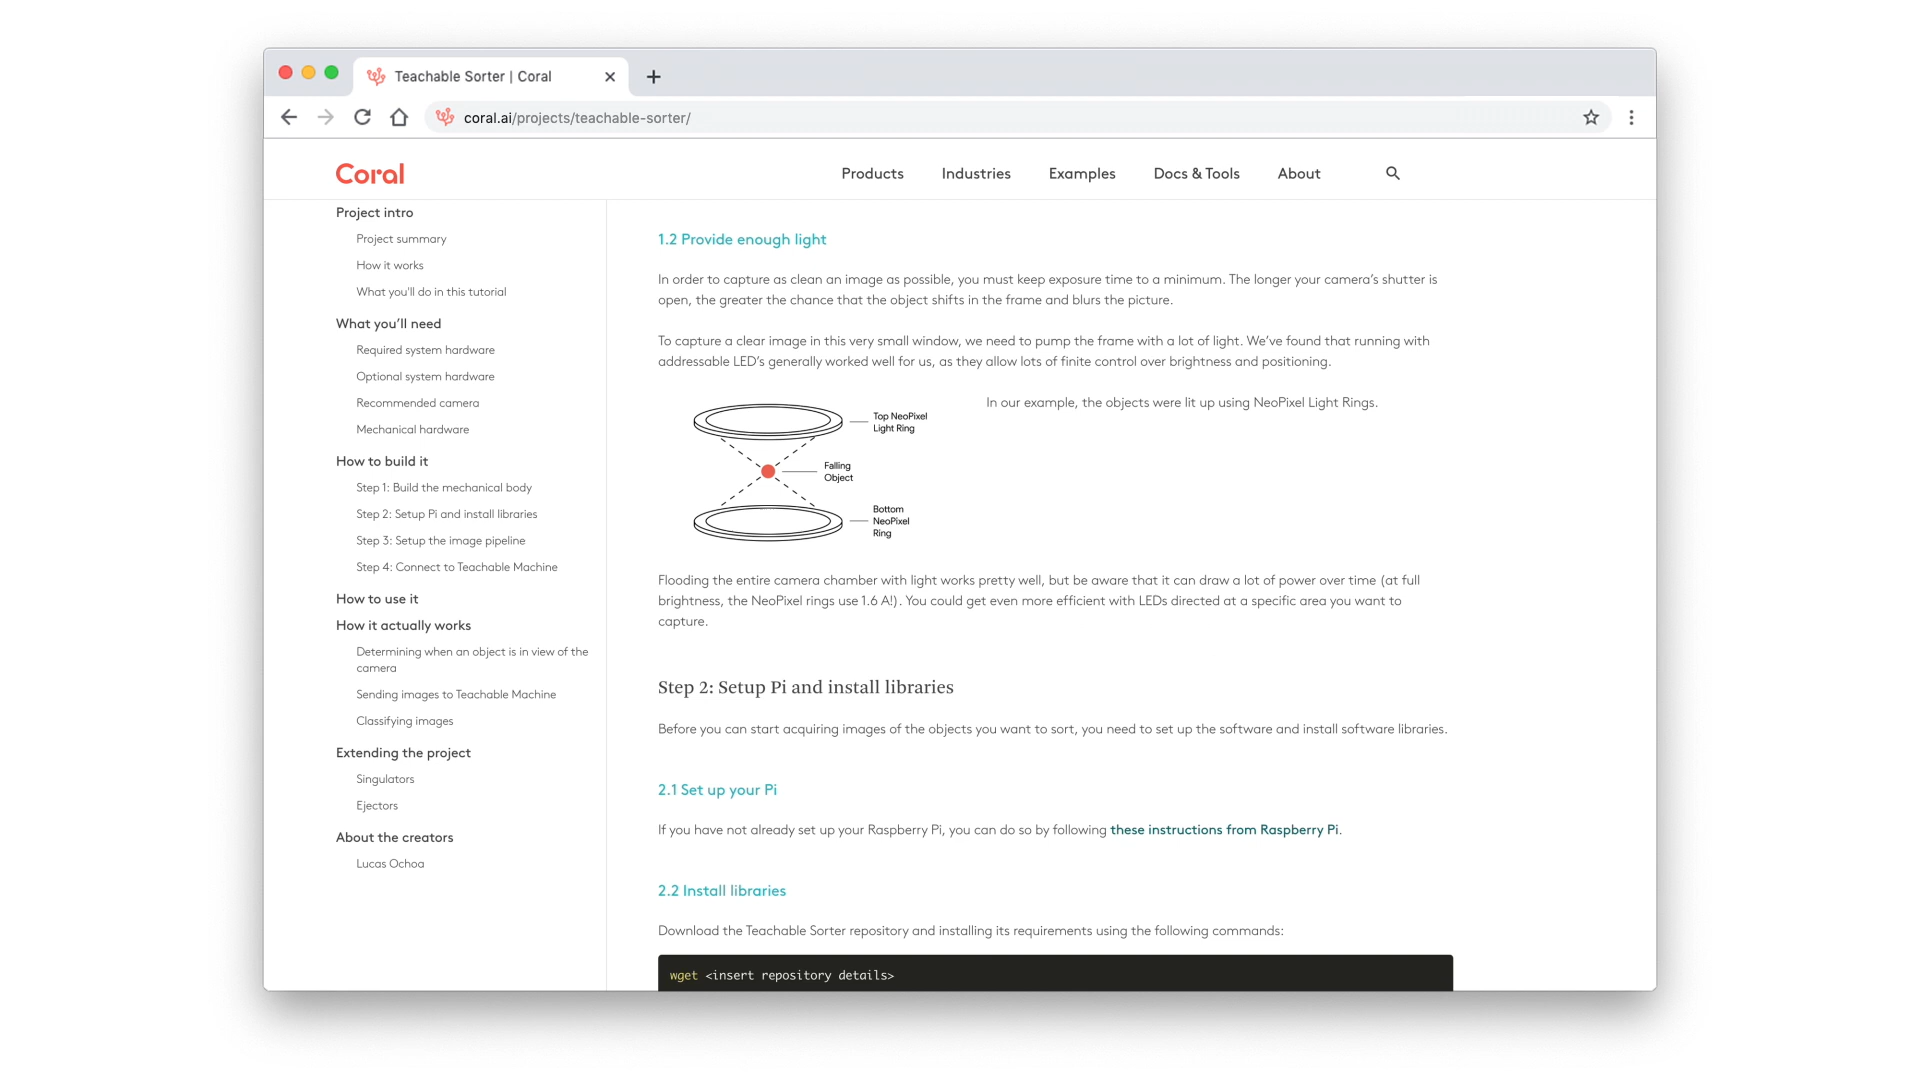 Teachable Sorter | Coral
coral.ai/projects/teachable-sorter/
Coral
Products
Industries
Examples
Docs & Tools
About
Project intro
Project summary
How it works
What you'll do in this tutorial
What you’ll need
Required system hardware
Optional system hardware
Recommended camera
Mechanical hardware
How to build it
Step 1: Build the mechanical body
Step 2: Setup Pi and install libraries
Step 3: Setup the image pipeline
Step 4: Connect to Teachable Machine
How to use it
How it actually works
Determining when an object is in view of the
camera
Sending images to Teachable Machine
Classifying images
Extending the project
Singulators
Ejectors
About the creators
Lucas Ochoa
1.2 Provide enough light
In order to capture as clean an image as possible, you must keep exposure time to a minimum. The longer your camera’s shutter is
open, the greater the chance that the object shifts in the frame and blurs the picture.
To capture a clear image in this very small window, we need to pump the frame with a lot of light. We’ve found that running with
addressable LED’s generally worked well for us, as they allow lots of finite control over brightness and positioning.
Top NeoPixel
Light Ring
Falling
Object
Bottom
NeoPixel
Ring
In our example, the objects were lit up using NeoPixel Light Rings.
Flooding the entire camera chamber with light works pretty well, but be aware that it can draw a lot of power over time (at full
brightness, the NeoPixel rings use 1.6 A!). You could get even more efficient with LEDs directed at a specific area you want to
capture.
Step 2: Setup Pi and install libraries
Before you can start acquiring images of the objects you want to sort, you need to set up the software and install software libraries.
2.1 Set up your Pi
If you have not already set up your Raspberry Pi, you can do so by following these instructions from Raspberry Pi.
2.2 Install libraries
Download the Teachable Sorter repository and installing its requirements using the following commands:
wget <insert repository details>